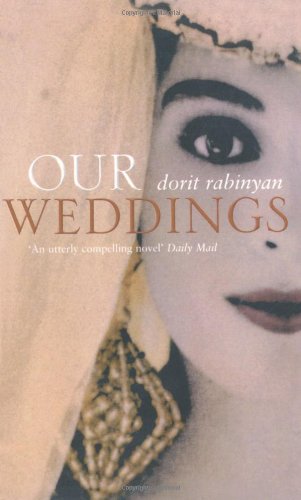 OUR dorit rabinyan
WEDDINGS
'An utterly compelling novel' Daily Mail